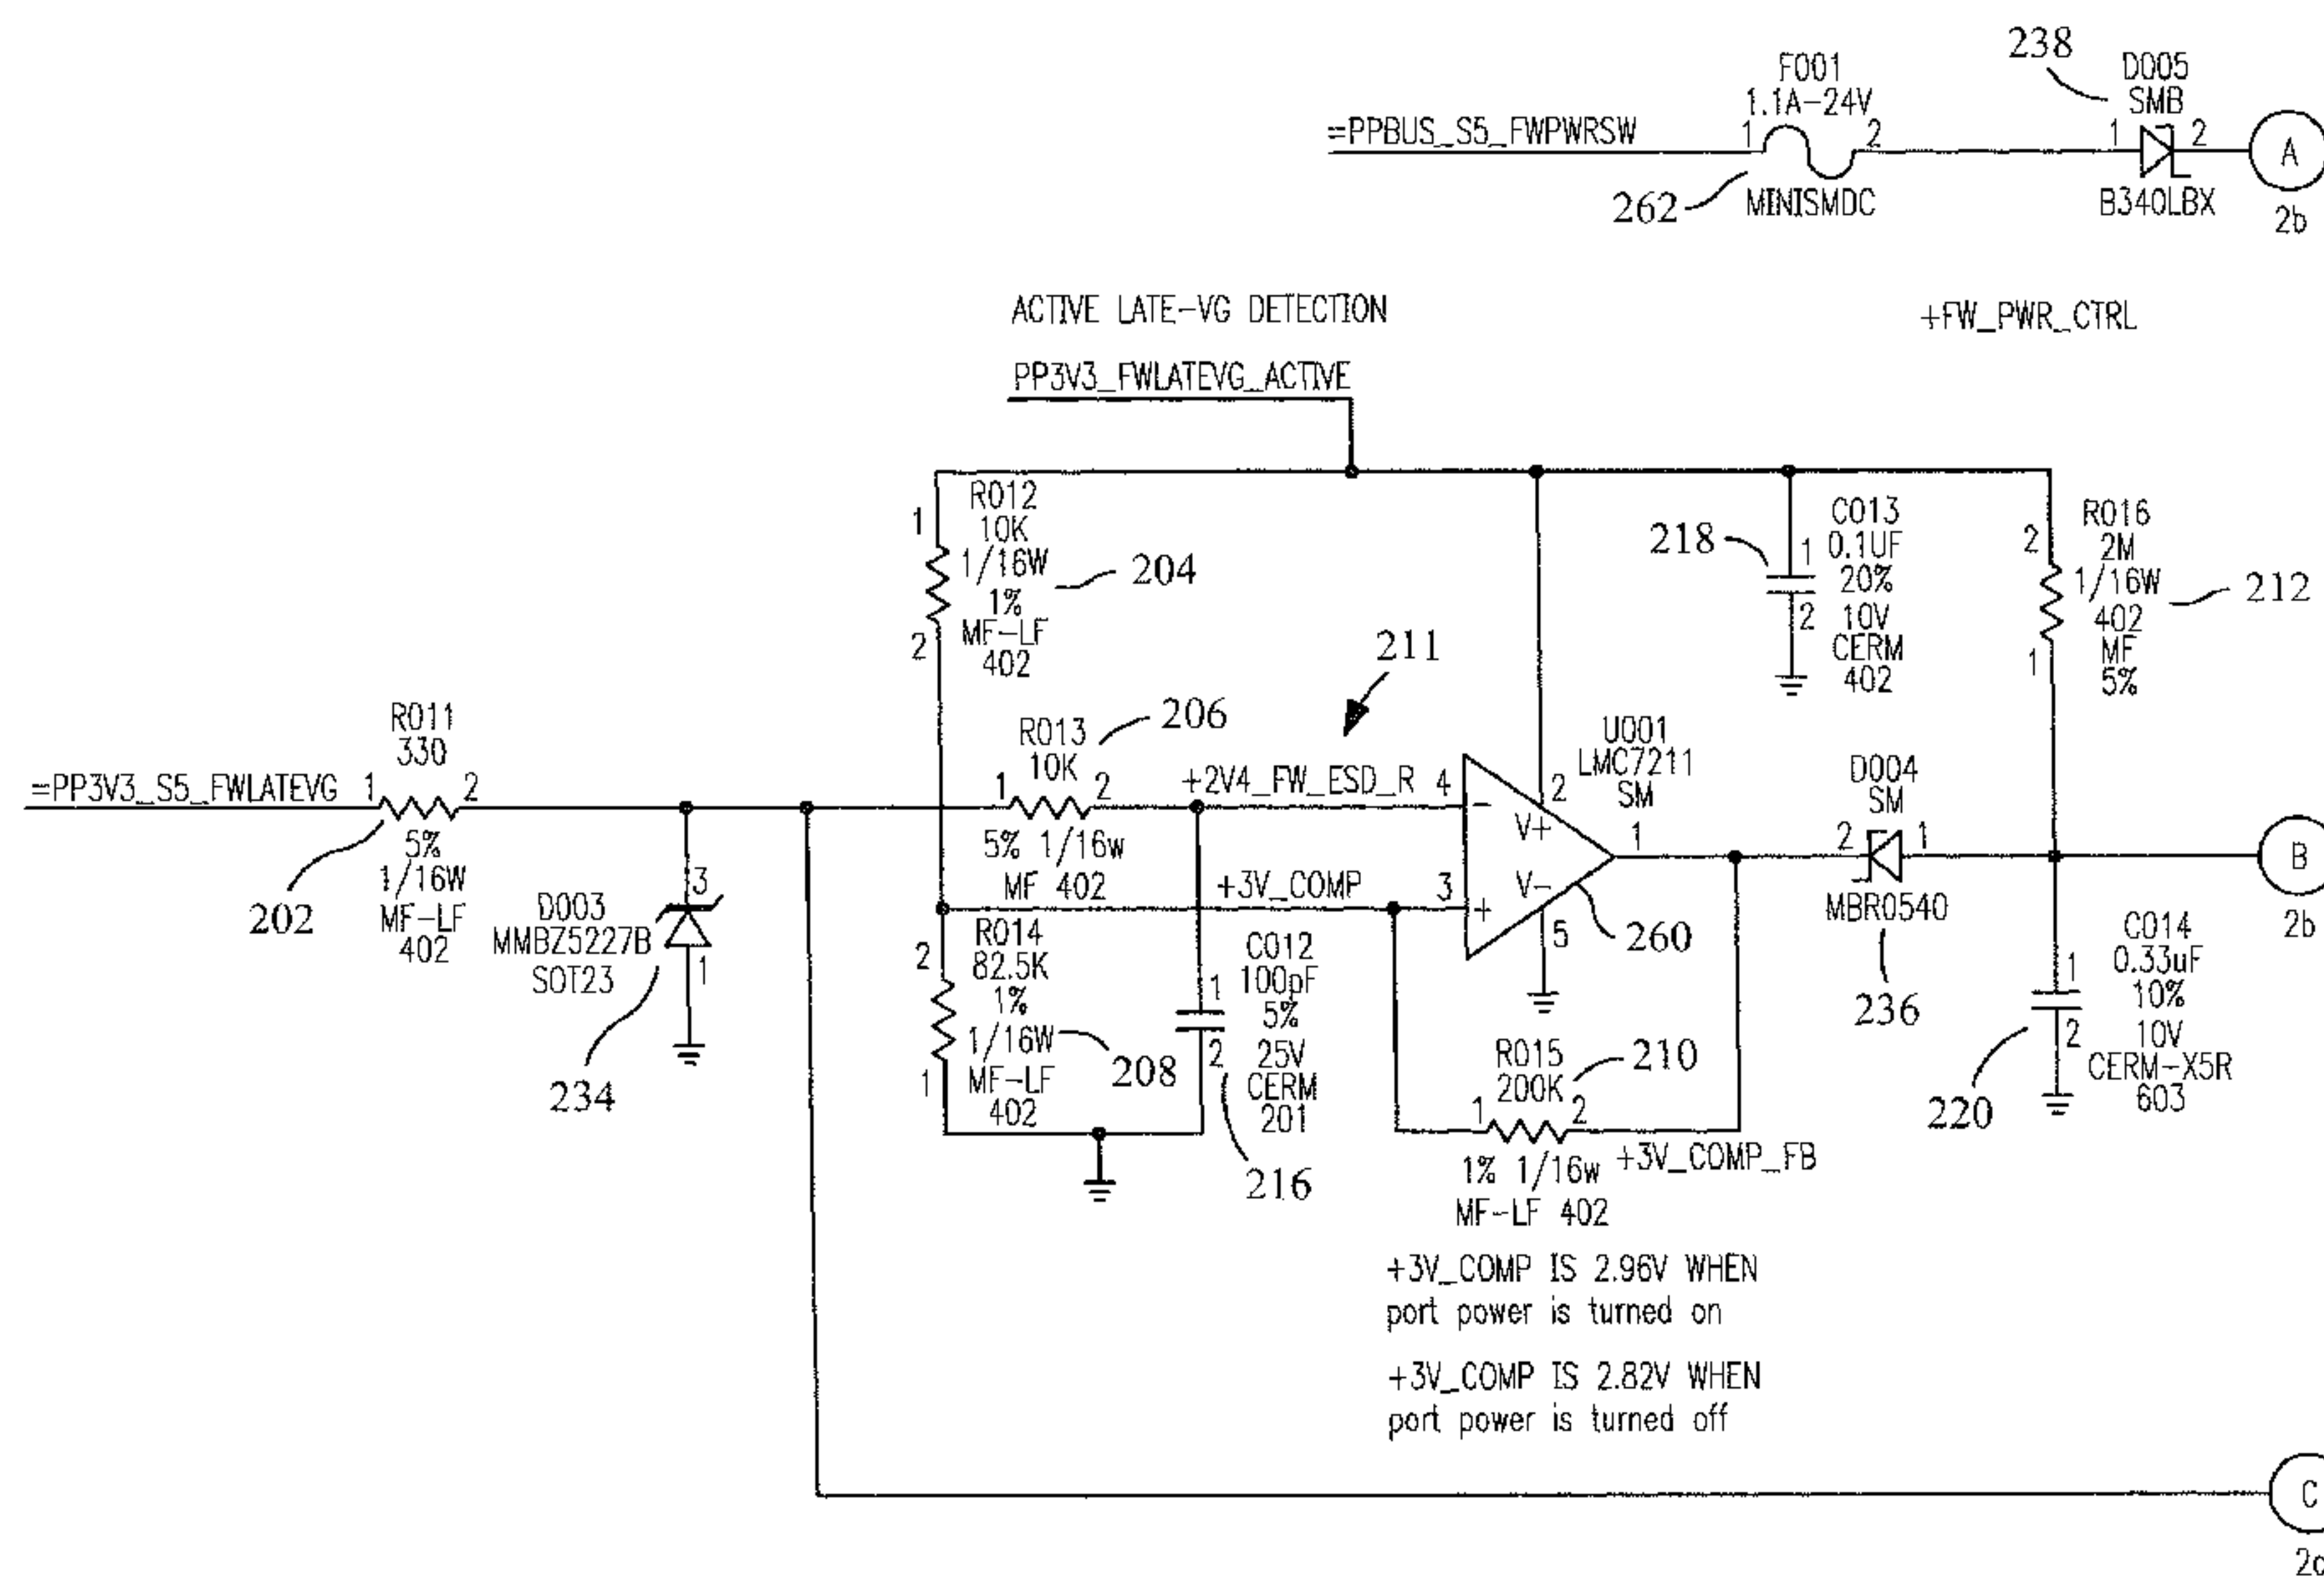 238
F001
1.1A-24V
D005
SMB
=PPBUS_S5_FWPWRSW
1
2
1
2
A
262
MINISMDC
B340LBX
2b
ACTIVE LATE-VG DETECTION
+FW_PWR_CTRL
PP3V3_FWLATEVG_ACTIVE
R012
10K
1/16W
1%
MF-LF
402
1
2
204
218
C013
0.1UF
20%
10V
CERM
402
1
2
R016
2M
1/16W
402
MF
5%
2
1
212
211
R011
330
=PP3V3_S5_FWLATEVG
1
2
5%
1/16W
MF-LF
402
202
R013
10K
206
1
2
5% 1/16w
MF 402
+2V4_FW_ESD_R
4
-
U001
LMC7211
SM
2
V+
1
V-
3
+
5
260
+3V_COMP
D004
SM
2
1
MBR0540
236
B
2b
D003
MMBZ5227B
SOT23
3
1
234
R014
82.5K
1%
1/16W
MF-LF
402
2
1
208
C012
100pF
5%
25V
CERM
201
1
2
216
R015
200K
210
1
2
+3V_COMP_FB
1% 1/16w
MF-LF 402
C014
0.33uF
10%
10V
CERM-X5R
603
1
2
220
+3V_COMP IS 2.96V WHEN
port power is turned on
+3V_COMP IS 2.82V WHEN
port power is turned off
C